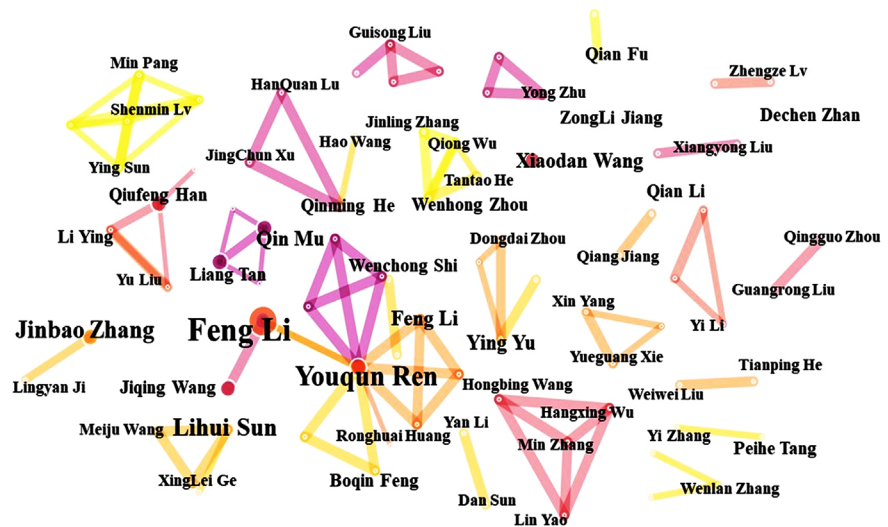 Guisong Liu
Qian Fu
Min Pang
Zhengze Lv
HanQuan Lu
Yong Zhu
Shenmin Lv
ZongLi Jiang
Dechen Zhan
Jinling Zhang
Hao Wang
Qiong Wu
Xiangyong Liu
JingChun Xu
Xiaodan Wang
Ying Sun
Tantao He
Qiufeng Han
Qian Li
Qinming He
Wenhong Zhou
Li Ying
Qin Mu
Dongdai Zhou
Qingguo Zhou
Qiang Jiang
Liang Tan
Wenchong Shi
Yu Liu
Guangrong Liu
Xin Yang
Feng Li
Feng Li
Jinbao Zhang
Yi Li
Ying Yu
Yueguang Xie
Tianping He
Youqun Ren
Lingyan Ji
Jiqing Wang
Hongbing Wang
Weiwei Liu
Hangxing Wu
Yan Li
Meiju Wang
Lihui Sun
Ronghuai Huang
Min Zhang
Yi Zhang
Peihe Tang
XingLei Ge
Boqin Feng
Wenlan Zhang
Dan Sun
Lin Yao